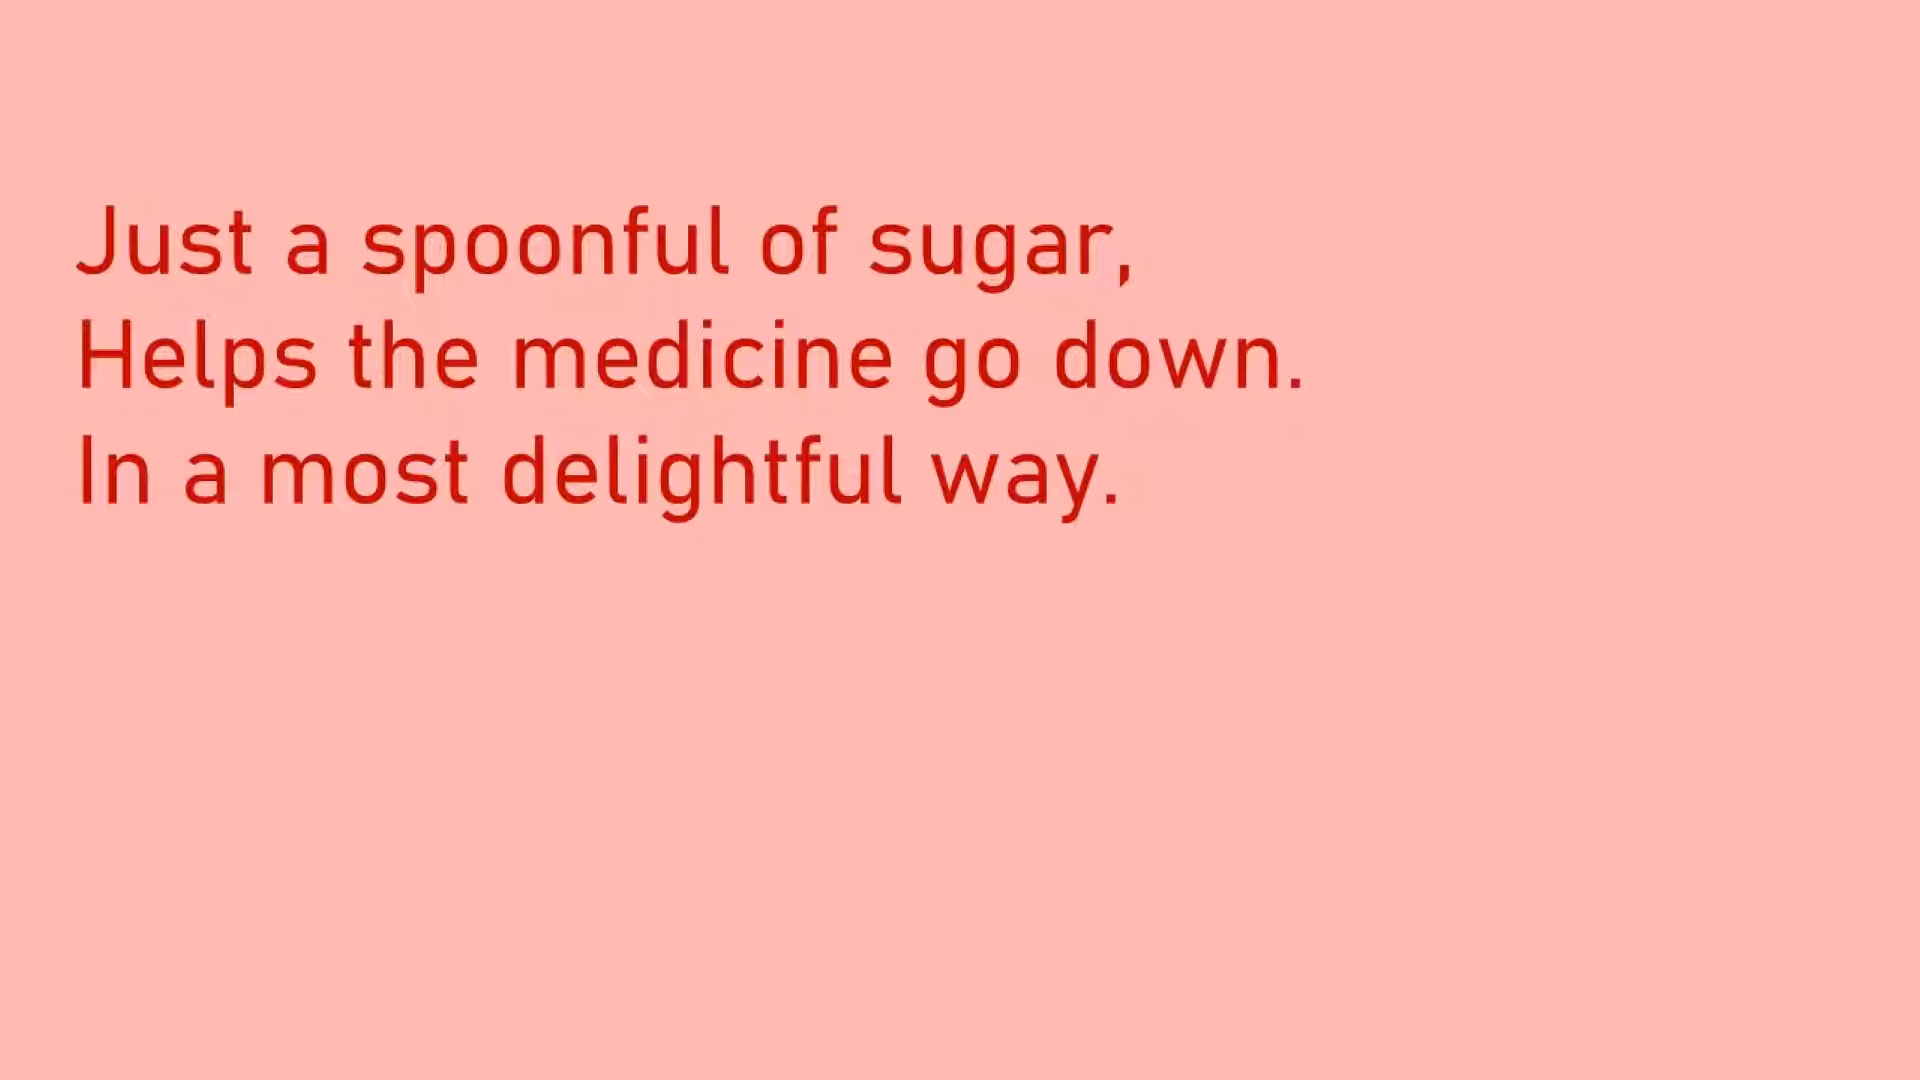 Just a spoonful of sugar,
Helps the medicine go down.
In a most delightful way.